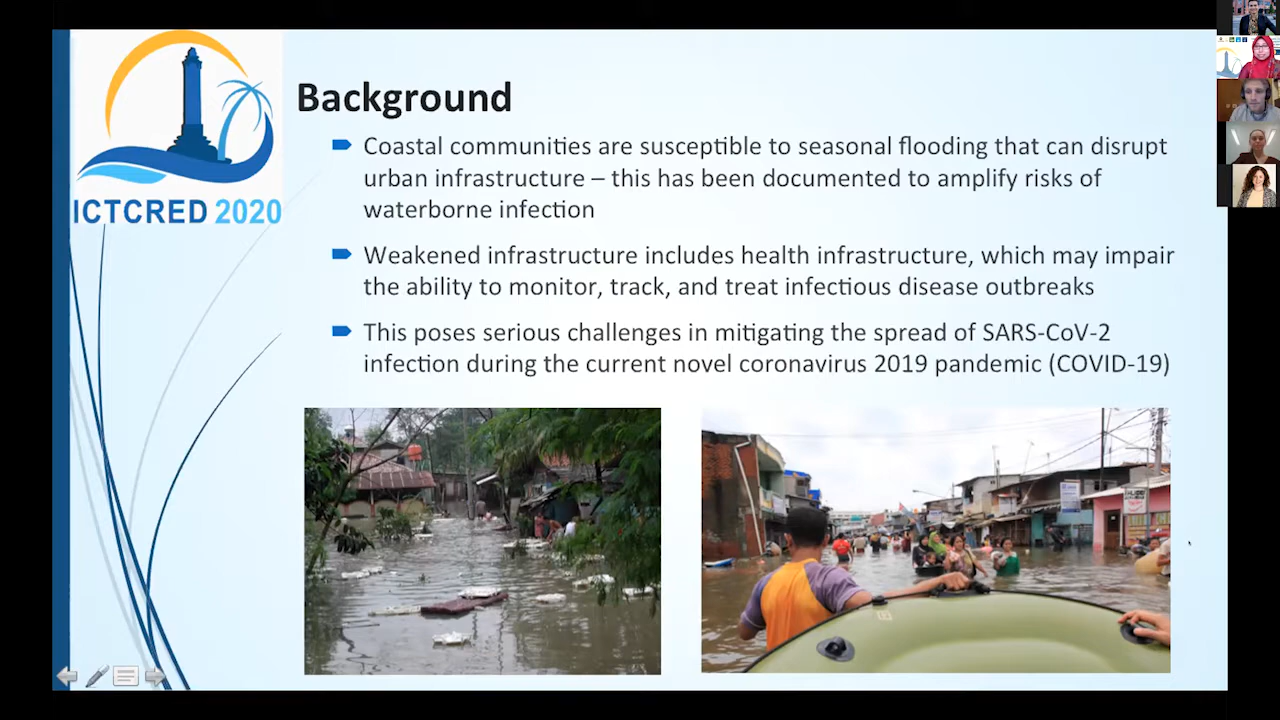 ICTCRED 2020
Background
Coastal communities are susceptible to seasonal flooding that can disrupt
urban infrastructure – this has been documented to amplify risks of
waterborne infection
Weakened infrastructure includes health infrastructure, which may impair
the ability to monitor, track, and treat infectious disease outbreaks
This poses serious challenges in mitigating the spread of SARS-CoV-2
infection during the current novel coronavirus 2019 pandemic (COVID-19)